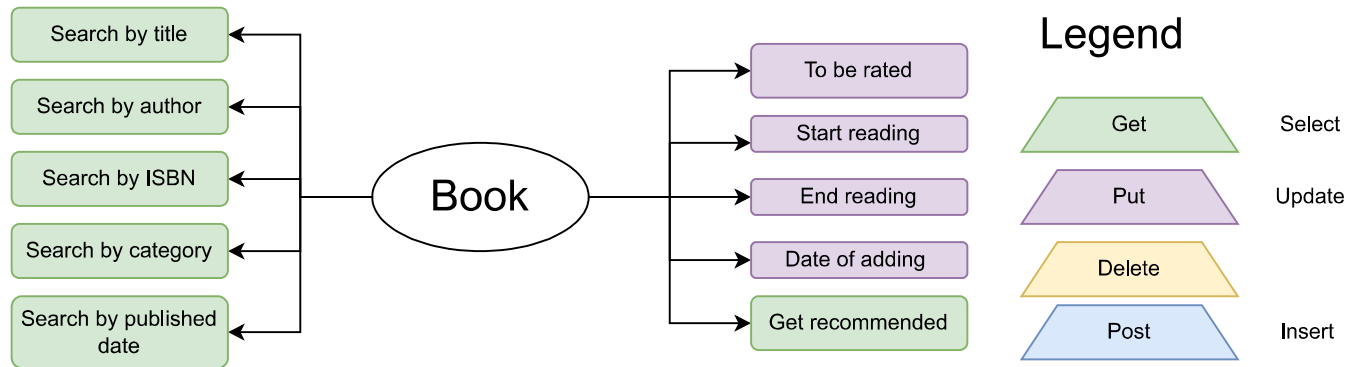 Search by title
Search by author
Search by ISBN
Search by category
Search by published
date
Book
To be rated
Start reading
End reading
Date of adding
Get recommended
Legend
Get
Select
Put
Update
Delete
Post
Insert